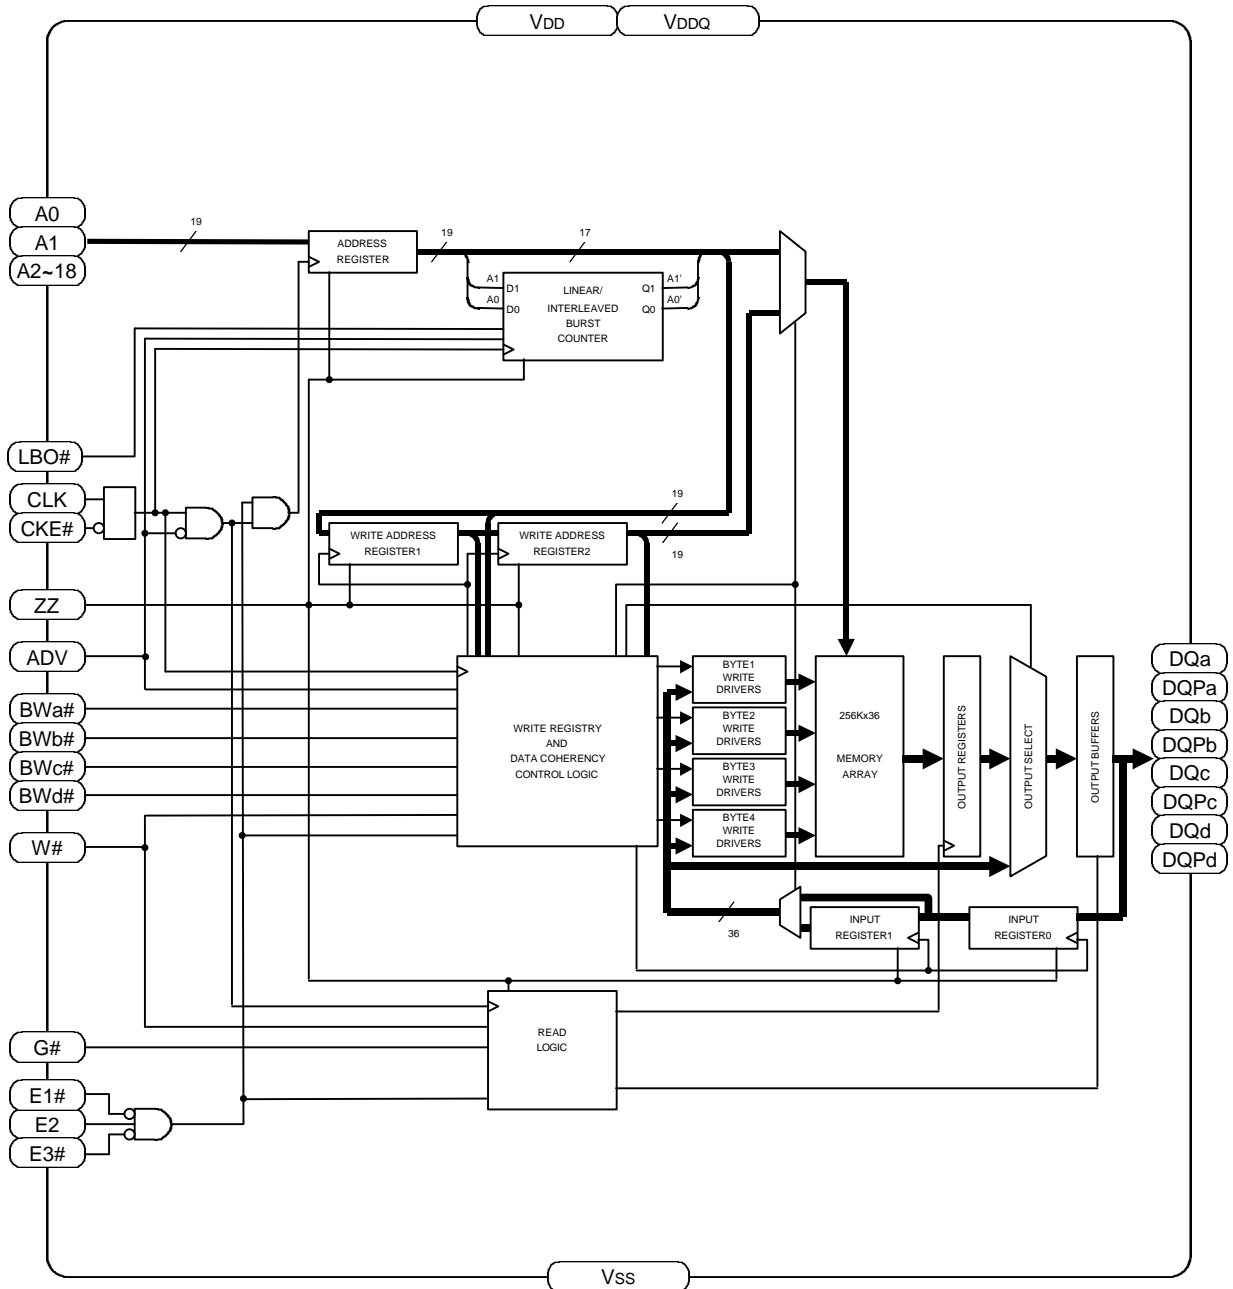 VDD
VDDQ
A0
A1
A2~18
19
ADDRESS
REGISTER
19
17
A1
A0
D1
D0
LINEAR/
INTERLEAVED
BURST
COUNTER
Q1
Q0
A1'
A0'
LBO#
CLK
CKE#
19
19
WRITE ADDRESS
REGISTER1
WRITE ADDRESS
REGISTER2
ZZ
ADV
BWa#
BWb#
BWc#
BWd#
W#
WRITE REGISTRY
AND
DATA COHERENCY
CONTROL LOGIC
BYTE1
WRITE
DRIVERS
BYTE2
WRITE
DRIVERS
BYTE3
WRITE
DRIVERS
BYTE4
WRITE
DRIVERS
256Kx36
MEMORY
ARRAY
OUTPUT REGISTERS
OUTPUT SELECT
OUTPUT BUFFERS
DQa
DQPa
DQb
DQPb
DQc
DQPc
DQd
DQPd
36
INPUT
REGISTER1
INPUT
REGISTER0
READ
LOGIC
G#
E1#
E2
E3#
VSS